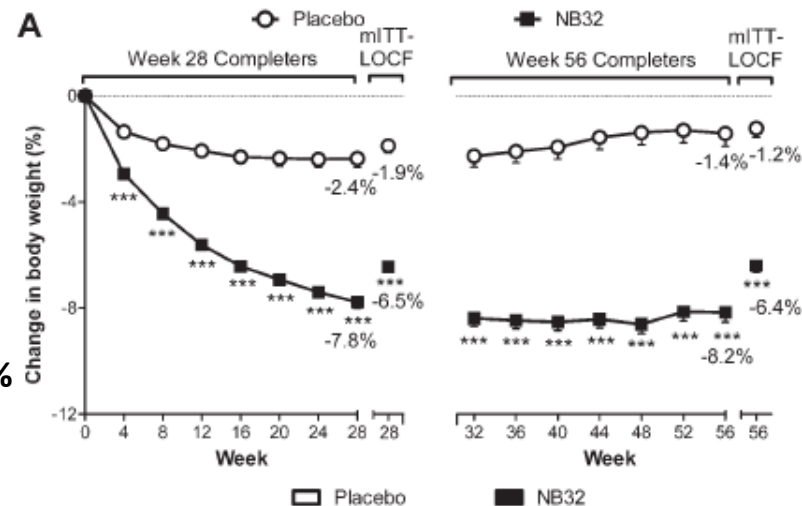 A
Placebo
NB32
Week 28 Completers
mITT-
LOCF
Week 56 Completers
mITT-
LOCF
Change in body weight (%)
0
-4
-8
-12
***
***
***
***
***
***
***
-2.4%
-1.9%
-7.8%
***
-6.5%
***
***
***
***
***
***
***
-1.4%
-1.2%
-8.2%
***
-6.4%
%
0 4 8 12 16 20 24 28 28
32 36 40 44 48 52 56 56
Week
Week
Placebo
NB32